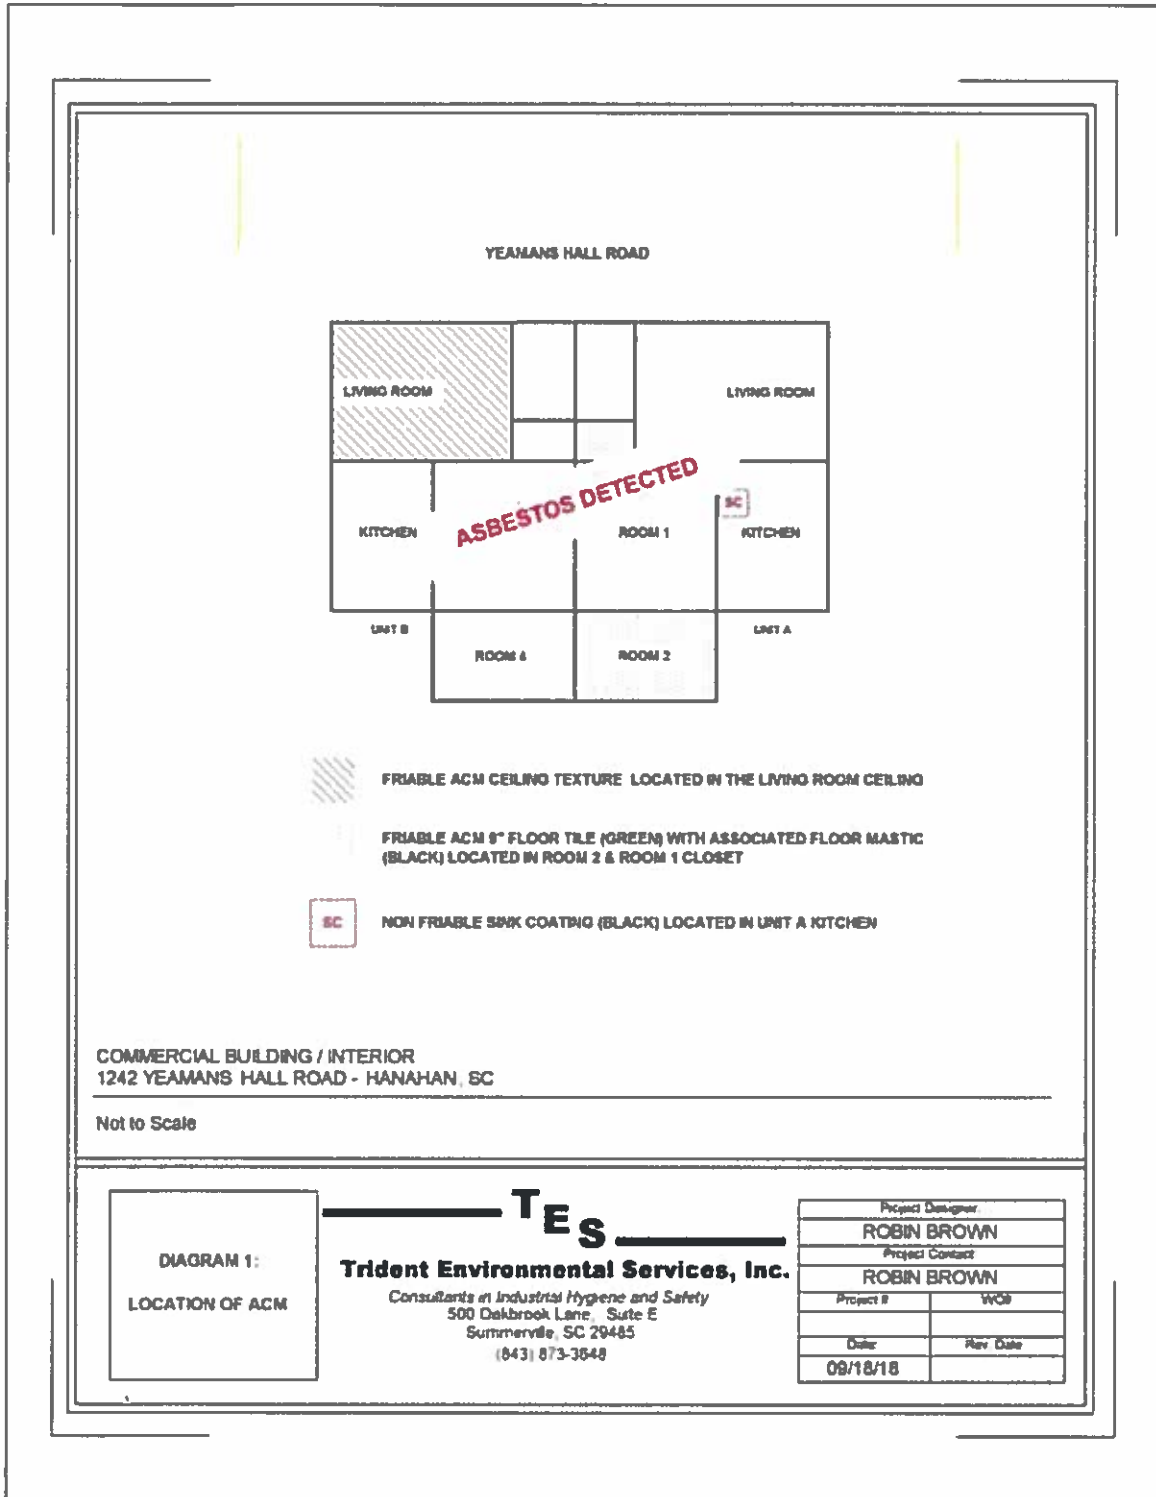 YEAMANS HALL ROAD
LIVING ROOM
LIVING ROOM
ASBESTOS DETECTED
SC
KITCHEN
ROOM 1
KITCHEN
UNIT B
UNIT A
ROOM 4
ROOM 2
FRIABLE ACM CEILING TEXTURE LOCATED IN THE LIVING ROOM CEILING
FRIABLE ACM 9" FLOOR TILE (GREEN) WITH ASSOCIATED FLOOR MASTIC
(BLACK) LOCATED IN ROOM 2 & ROOM 1 CLOSET
SC
NON FRIABLE SINK COATING (BLACK) LOCATED IN UNIT A KITCHEN
COMMERCIAL BUILDING / INTERIOR
1242 YEAMANS HALL ROAD - HANAHAN, SC
Not to Scale
DIAGRAM 1:
LOCATION OF ACM
TES
Trident Environmental Services, Inc.
Consultants in Industrial Hygiene and Safety
500 Oakbrook Lane, Suite E
Summerville, SC 29485
(843) 873-3648
Project Designer
ROBIN BROWN
Project Contact
ROBIN BROWN
Project # WO#
Date: Rev. Date
09/18/18